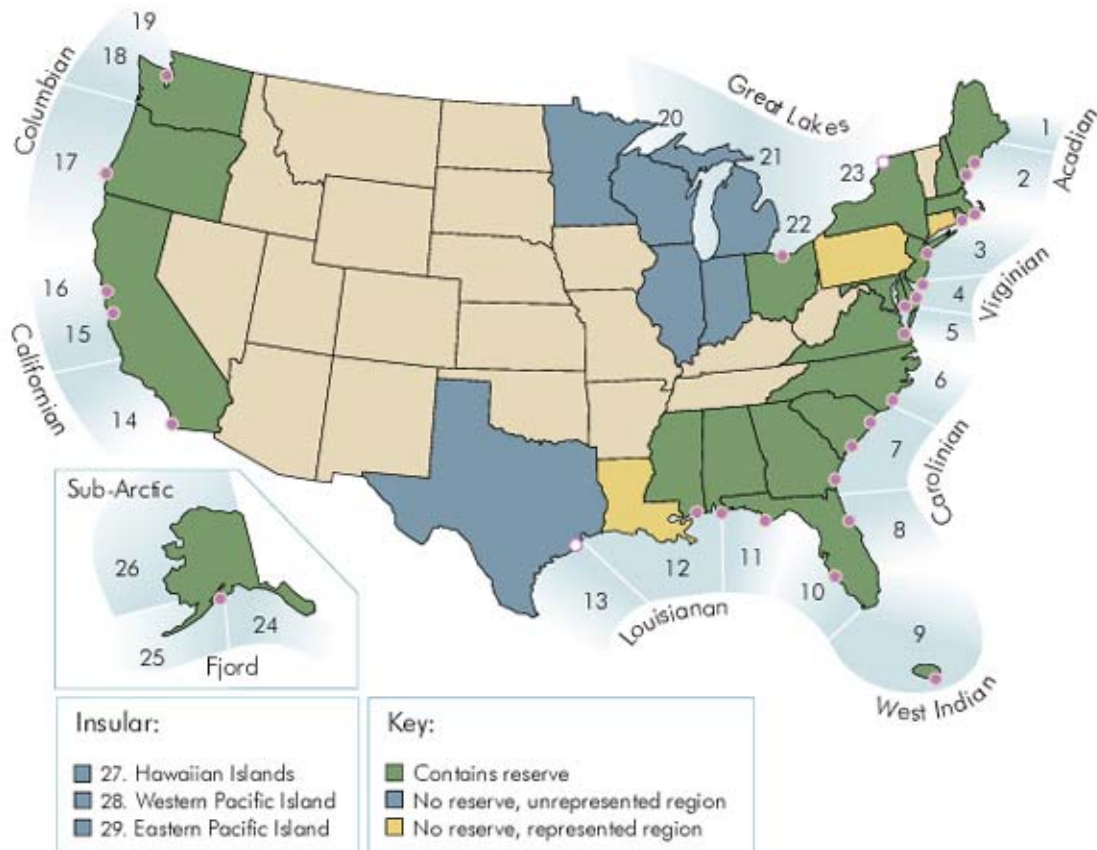 19
18
Columbian
17
16
15
Californian
14
Great Lakes
20
21
22
23
1
Acadian
2
3
Virginian
4
5
6
7
Carolinian
8
9
West Indian
10
11
12
Louisianan
13
Sub-Arctic
26
25
24
Fjord
Insular:
27. Hawaiian Islands
28. Western Pacific Island
29. Eastern Pacific Island
Key:
Contains reserve
No reserve, unrepresented region
No reserve, represented region